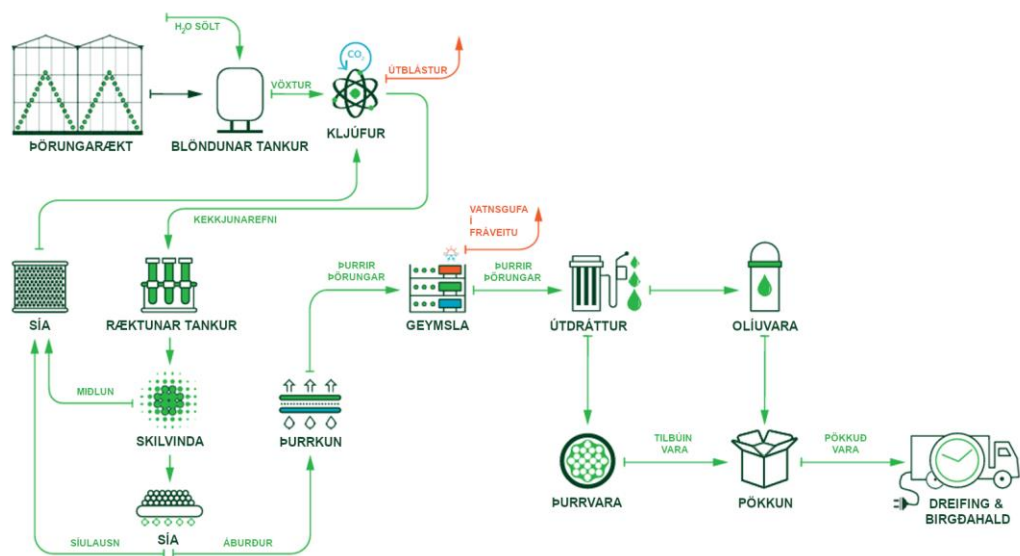 H₂O SÖLT
CO₂
ÚTBLÁSTUR
VÖXTUR
ÞÖRUNGARÆKT
BLÖNDUNAR TANKUR
KLJÚFUR
KEKKJUNAREFNI
VATNSGUFA
Í
FRÁVEITU
ÞURRIR
ÞÖRUNGAR
ÞURRIR
ÞÖRUNGAR
SÍA
RÆKTUNAR TANKUR
GEYMSLA
ÚTDRÁTTUR
OLÍUVARA
MIÐLUN
SKILVINDA
ÞURRKUN
TILBÚIN
VARA
PÖKKUÐ
VARA
ÞURRVARA
PÖKKUN
DREIFING &
BIRGÐAHALD
SÍULAUSN
SÍA
ÁBURÐUR